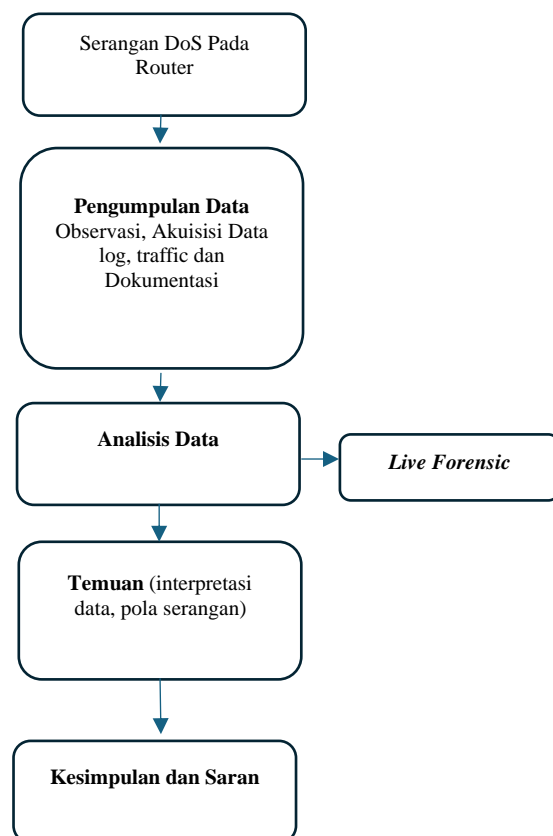 Serangan DoS Pada
Router
Pengumpulan Data
Observasi, Akuisisi Data
log, traffic dan
Dokumentasi
Analisis Data
Live Forensic
Temuan (interpretasi
data, pola serangan)
Kesimpulan dan Saran